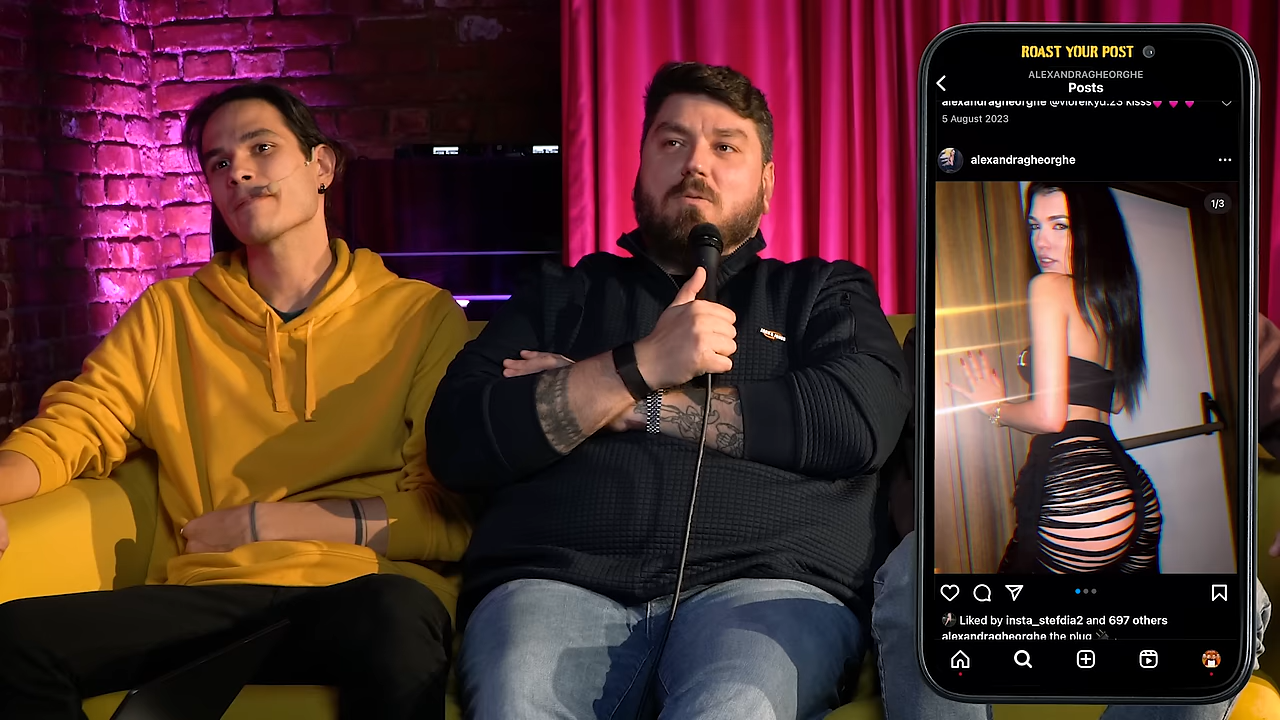 ROAST YOUR POST
ALEXANDRAGHEORGHE
Posts
alexandragheorghe @viorelkyu.23 Kisss
5 August 2023
alexandragheorghe
1/3
Liked by insta_stefdia2 and 697 others
alexandragheorghe the plug